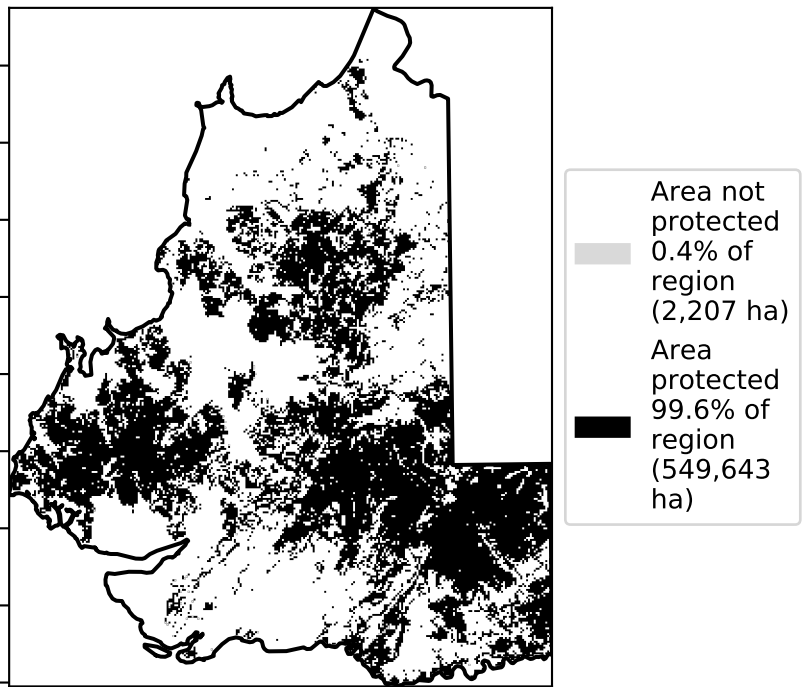 Area not
protected
0.4% of
region
(2,207 ha)
Area
protected
99.6% of
region
(549,643
ha)